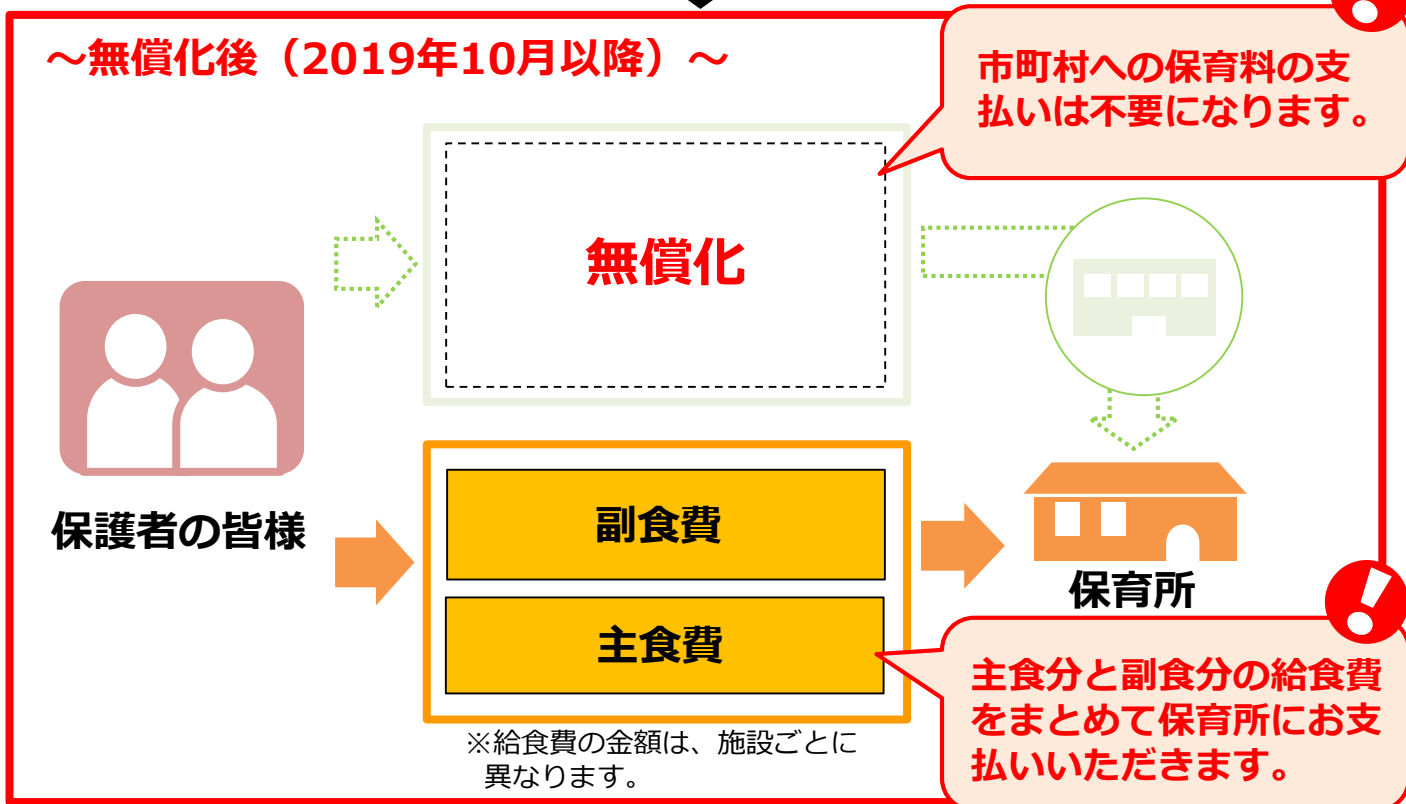 ～無償化後（2019年10月以降）～
市町村への保育料の支
払いは不要になります。
無償化
保護者の皆様
副食費
主食費
保育所
※給食費の金額は、施設ごとに
異なります。
主食分と副食分の給食費
をまとめて保育所にお支
払いいただきます。